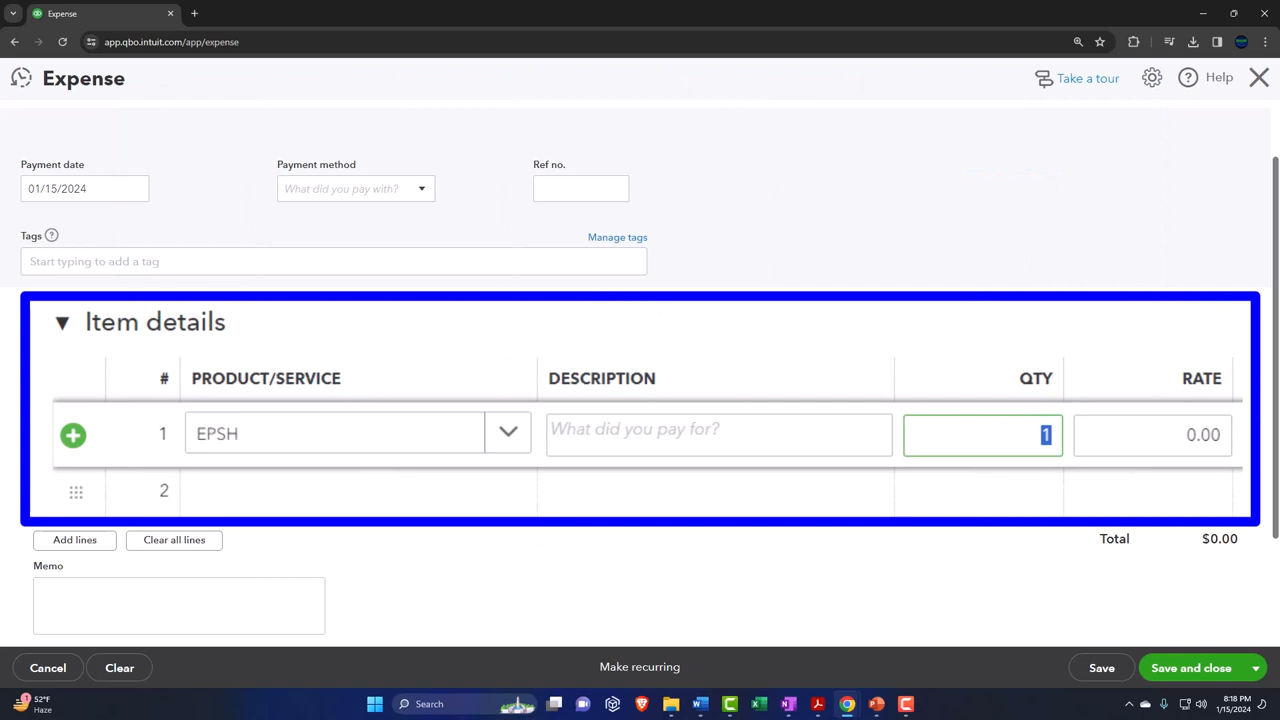 Expense
app.qbo.intuit.com/app/expense
Expense
Take a tour
Help
Payment date
Payment method
Ref no.
01/15/2024
What did you pay with?
Tags
Manage tags
Start typing to add a tag
Item details
# PRODUCT/SERVICE DESCRIPTION QTY RATE
1 EPSH What did you pay for? 1 0.00
2
Add lines
Clear all lines
Total $0.00
Memo
Cancel
Clear
Make recurring
Save
Save and close
1
52°F
Haze
Search
8:18 PM
1/15/2024